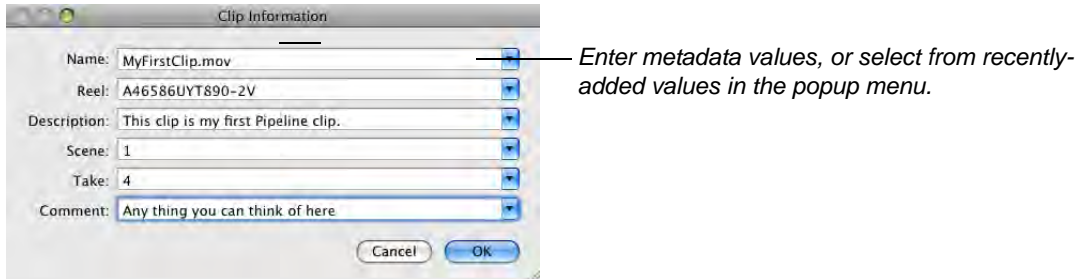 Clip Information
Name: MyFirstClip.mov
Reel: A46586UYT890-2V
Description: This clip is my first Pipeline clip.
Scene: 1
Take: 4
Comment: Any thing you can think of here
Cancel OK
Enter metadata values, or select from recently-
added values in the popup menu.